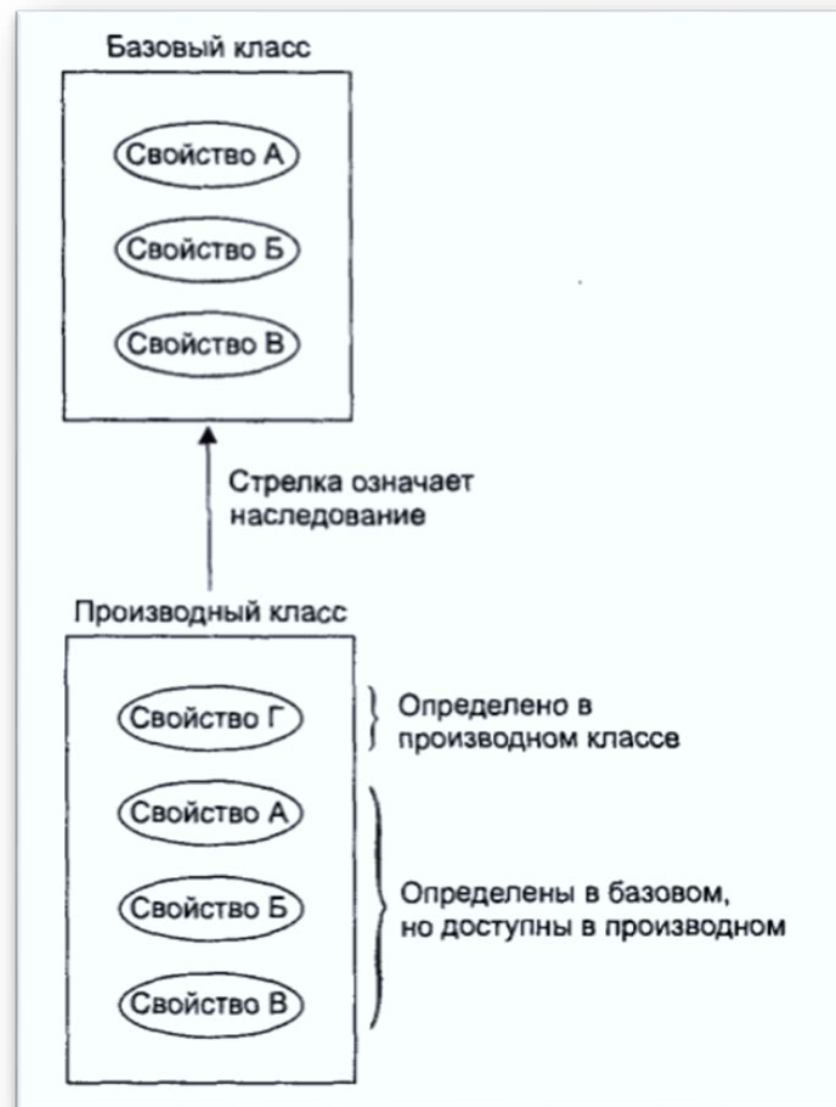 Базовый класс
Свойство А
Свойство Б
Свойство В
Стрелка означает
наследование
Производный класс
Свойство Г
Определено в
производном классе
Свойство А
Свойство Б
Свойство В
Определены в базовом,
но доступны в производном